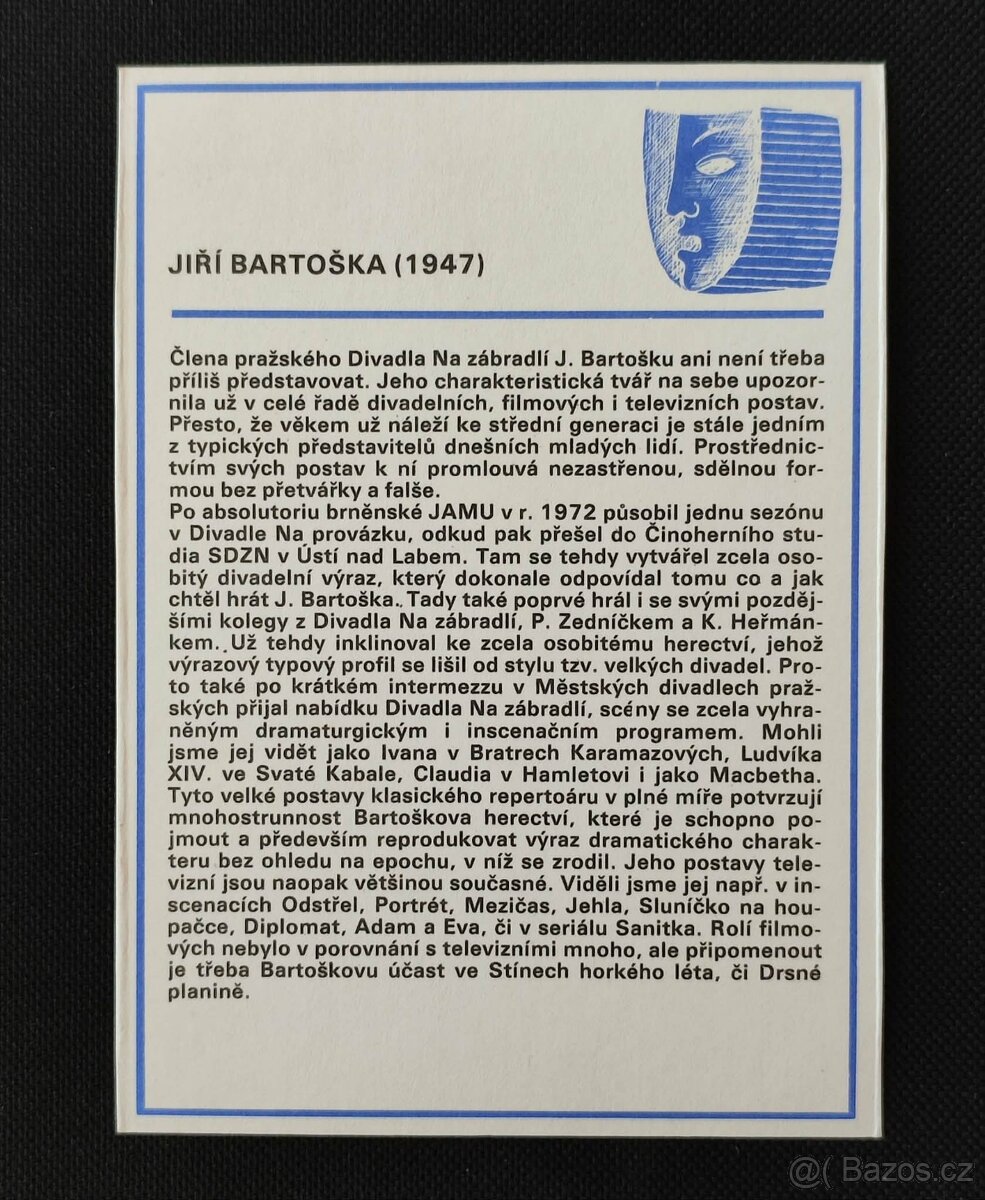 JIŘÍ BARTOŠKA (1947)
Člena pražského Divadla Na zábradlí J. Bartošku ani není třeba
příliš představovat. Jeho charakteristická tvář na sebe upozor-
nila už v celé řadě divadelních, filmových i televizních postav.
Přesto, že věkem už náleží ke střední generaci je stále jedním
z typických představitelů dnešních mladých lidí. Prostřednic-
tvím svých postav k ní promlouvá nezastřenou, sdělnou for-
mou bez přetvářky a falše.
Po absolutoriu brněnské JAMU v r. 1972 působil jednu sezónu
v Divadle Na provázku, odkud pak přešel do Činoherního stu-
dia SDZN v Ústí nad Labem. Tam se tehdy vytvářel zcela oso-
bitý divadelní výraz, který dokonale odpovídal tomu co a jak
chtěl hrát J. Bartoška. Tady také poprvé hrál i se svými pozděj-
šími kolegy z Divadla Na zábradlí, P. Zedníčkem a K. Heřmán-
kem. Už tehdy inklinoval ke zcela osobitému herectví, jehož
výrazový typový profil se lišil od stylu tzv. velkých divadel. Pro-
to také po krátkém intermezzu v Městských divadlech praž-
ských přijal nabídku Divadla Na zábradlí, scény se zcela vyhra-
něným dramaturgickým i inscenačním programem. Mohli
jsme jej vidět jako Ivana v Bratrech Karamazových, Ludvíka
XIV. ve Svaté Kabale, Claudia v Hamletovi i jako Macbetha.
Tyto velké postavy klasického repertoáru v plné míře potvrzují
mnohostrunnost Bartoškova herectví, které je schopno po-
jmout a především reprodukovat výraz dramatického charak-
teru bez ohledu na epochu, v níž se zrodil. Jeho postavy tele-
vizní jsou naopak většinou současné. Viděli jsme jej např. v in-
scenacích Odstřel, Portrét, Mezičas, Jehla, Sluníčko na hou-
pačce, Diplomat, Adam a Eva, či v seriálu Sanitka. Rolí filmo-
vých nebylo v porovnání s televizními mnoho, ale připomenout
je třeba Bartoškovu účast ve Stínech horkého léta, či Drsné
planině.
@( Bazos.cz